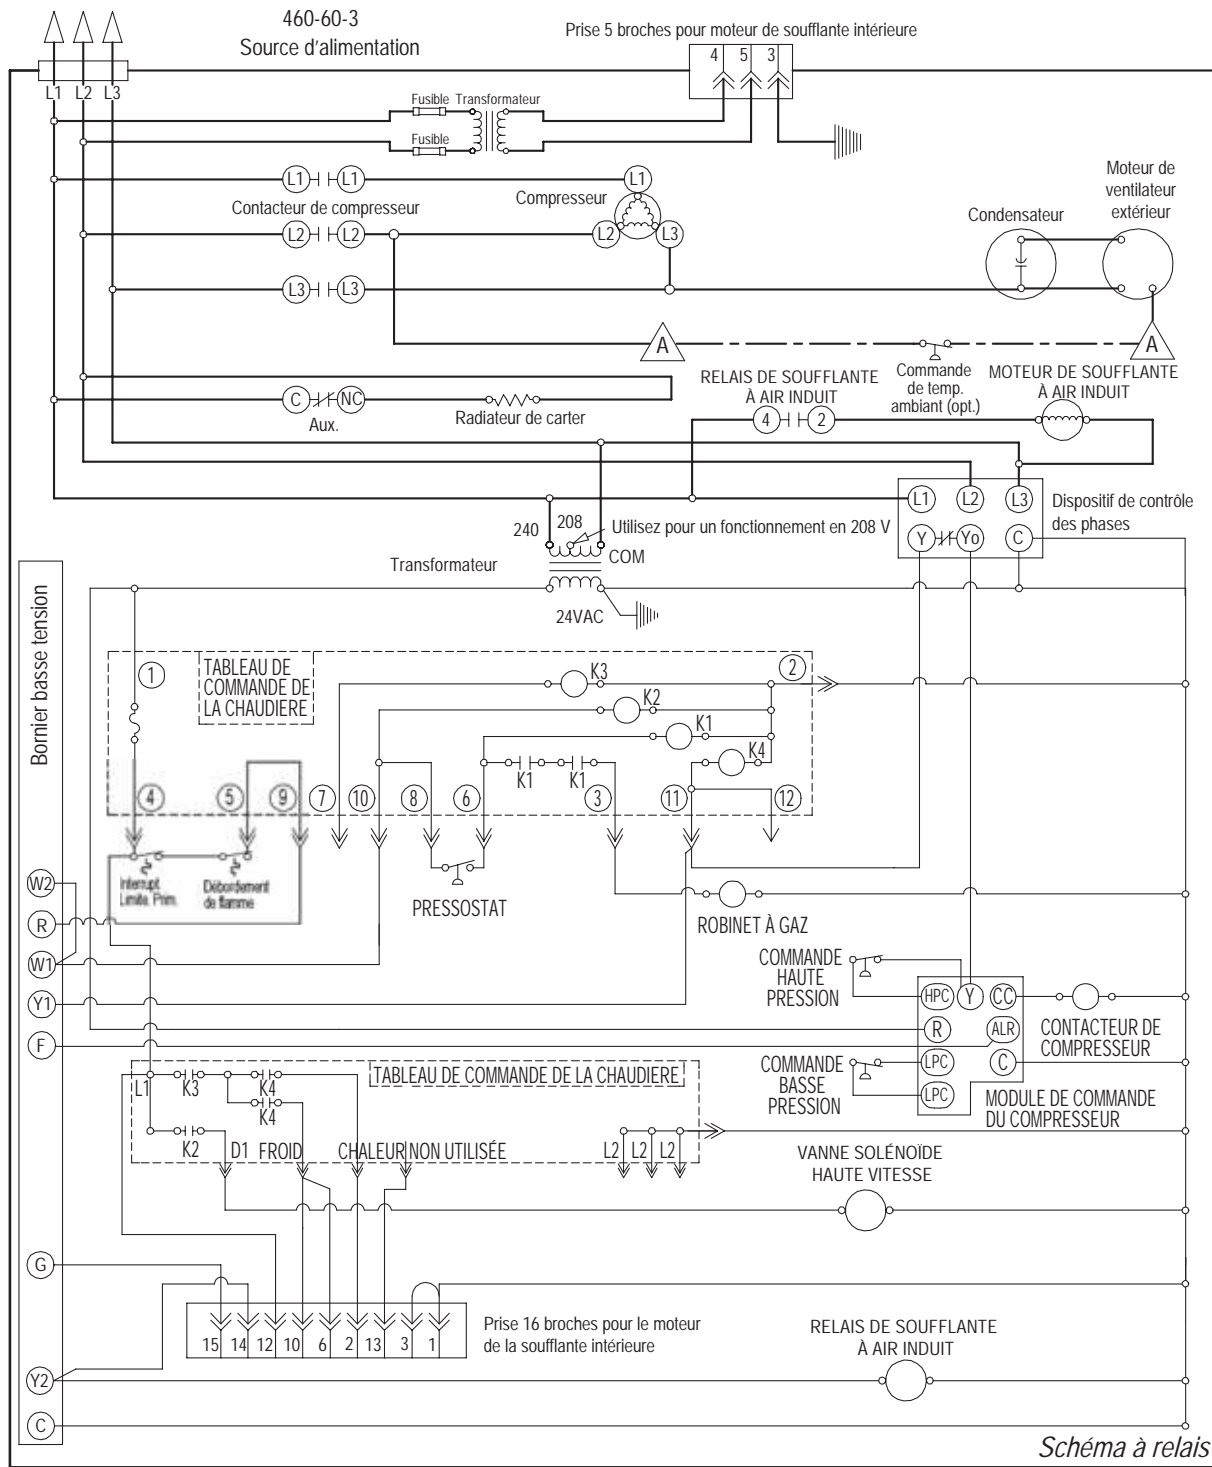 460-60-3
Source d'alimentation
Prise 5 broches pour moteur de soufflante intérieure
4 5 3
L1 L2 L3
Fusible Transformateur
Fusible
L1 L1 L1
Compresseur
Contacteur de compresseur
L2 L2 L2 L3
L3 L3
Condensateur
Moteur de
ventilateur
extérieur
A A
Commande
de temp.
ambiant (opt.)
RELAIS DE SOUFFLANTE
À AIR INDUIT
MOTEUR DE SOUFFLANTE
À AIR INDUIT
C NC
Aux.
Radiateur de carter
4 2
L1 L2 L3
Dispositif de contrôle
des phases
Y Yo C
240 208 Utilisez pour un fonctionnement en 208 V
COM
Transformateur
24VAC
Bornier basse tension
1
TABLEAU DE
COMMANDE DE
LA CHAUDIERE
K3 2
K2
K1
K4
K1 K1
4 5 9 7 10 8 6 3 11 12
Interrupt
Limite. Prim.
Débordement
de flamme
PRESSOSTAT
ROBINET À GAZ
W2
R
W1
Y1
F
COMMANDE
HAUTE
PRESSION
HPC Y CC
R ALR
LPC C
LPC
CONTACTEUR DE
COMPRESSEUR
COMMANDE
BASSE
PRESSION
MODULE DE COMMANDE
DU COMPRESSEUR
TABLEAU DE COMMANDE DE LA CHAUDIERE
L1 K3 K4
K4
K2 D1 FROID CHALEUR NON UTILISÉE L2 L2 L2
VANNE SOLÉNOÏDE
HAUTE VITESSE
G
15 14 12 10 6 2 13 3 1
Prise 16 broches pour le moteur
de la soufflante intérieure
RELAIS DE SOUFFLANTE
À AIR INDUIT
Y2
C
Schéma à relais